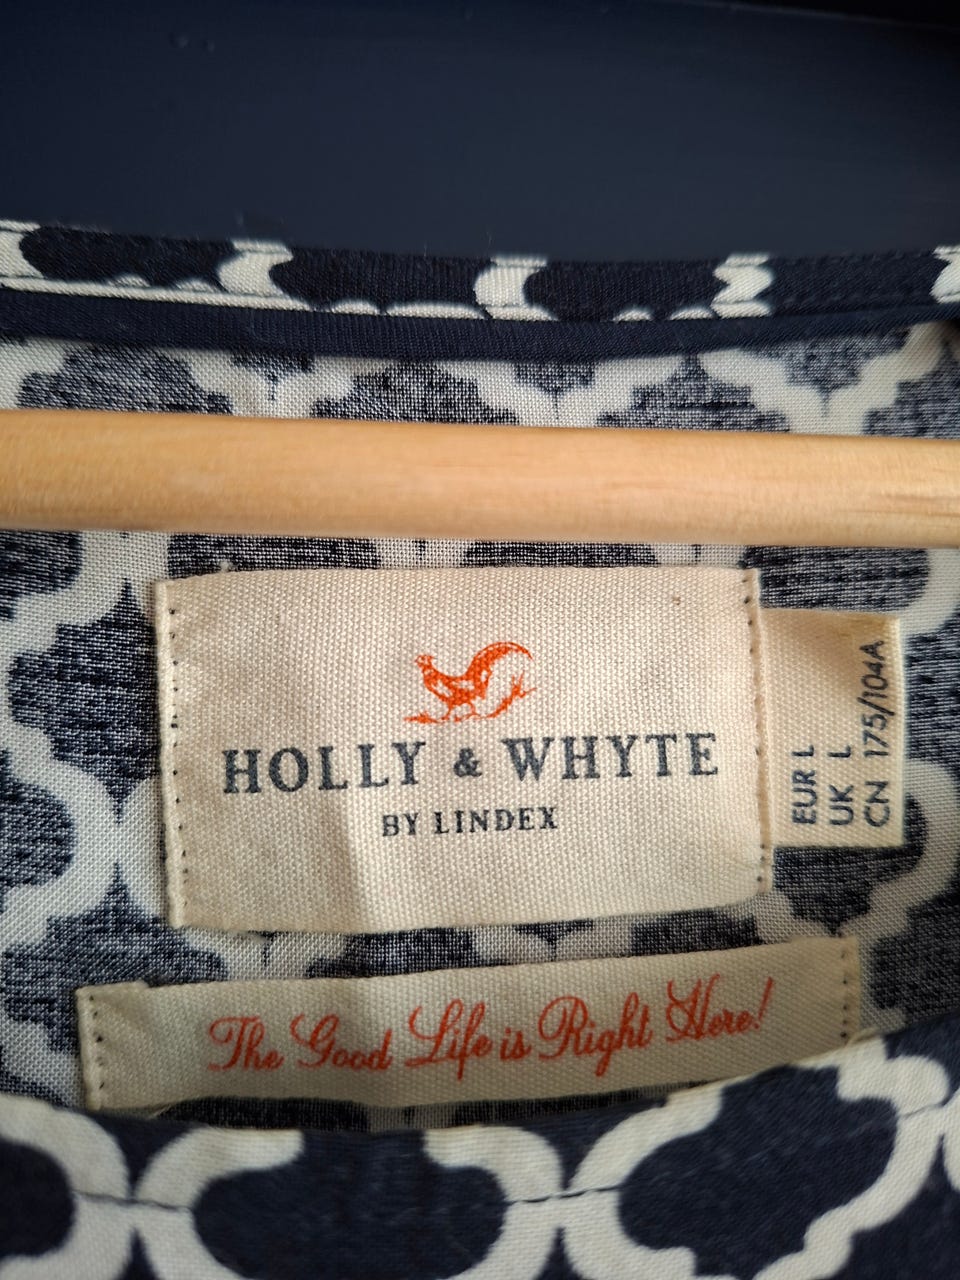 HOLLY & WHYTE
BY LINDEX
EUR L
UK L
CN 175/104A
The Good Life is Right Here!